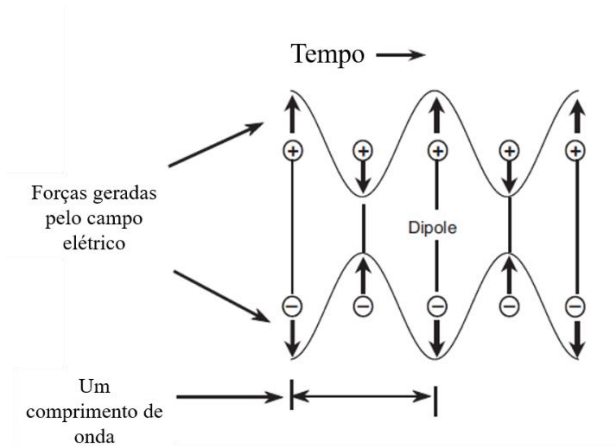 Tempo
Forças geradas
pelo campo
elétrico
Dipole
Um
comprimento de
onda